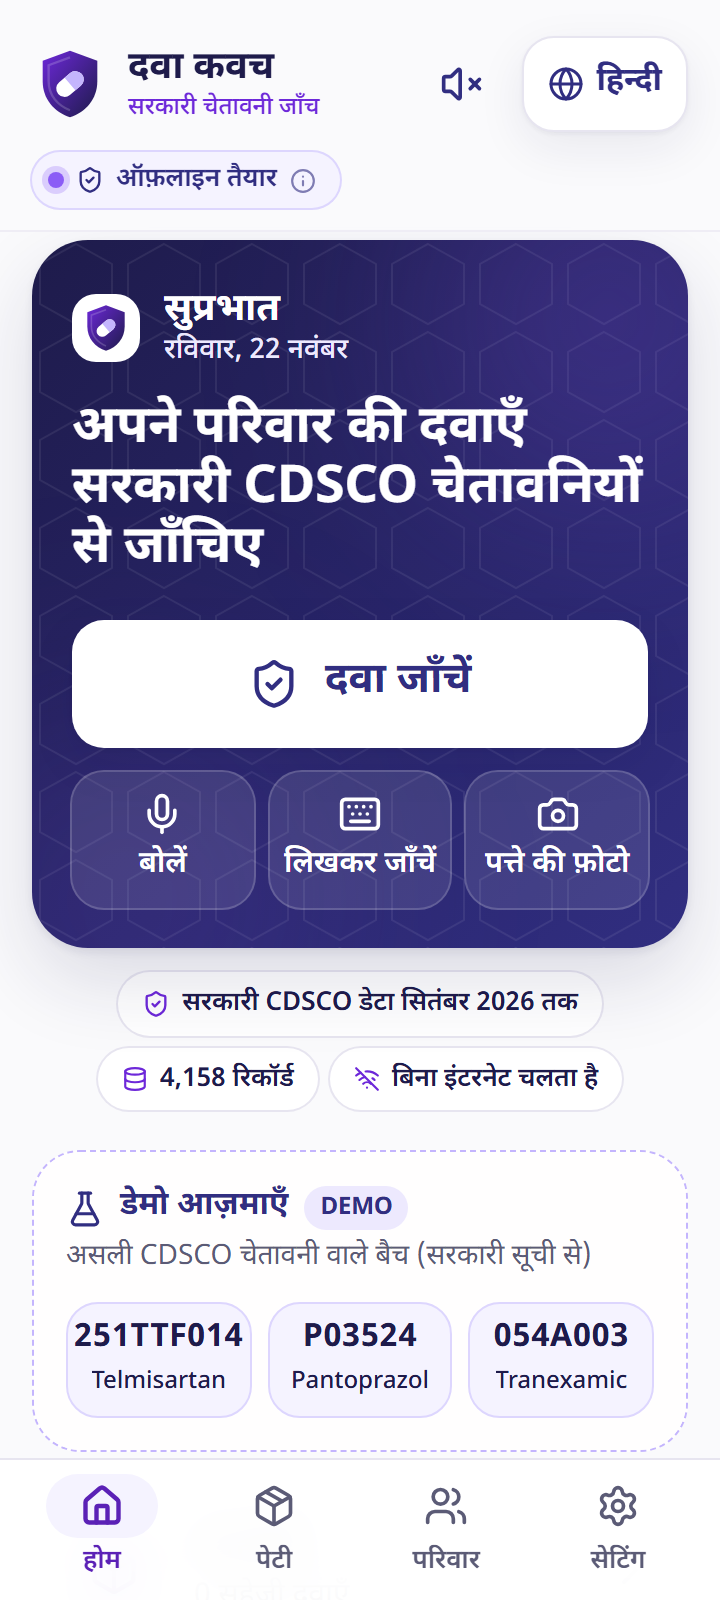 दवा कवच
सरकारी चेतावनी जाँच
हिन्दी
ऑफ़लाइन तैयार
सुप्रभात
रविवार, 22 नवंबर
अपने परिवार की दवाएँ
सरकारी CDSCO चेतावनियों
से जाँचिए
दवा जाँचें
बोलें
लिखकर जाँचें
पत्ते की फ़ोटो
सरकारी CDSCO डेटा सितंबर 2026 तक
4,158 रिकॉर्ड
बिना इंटरनेट चलता है
डेमो आज़माएँ
DEMO
असली CDSCO चेतावनी वाले बैच (सरकारी सूची से)
251TTF014
Telmisartan
P03524
Pantoprazol
054A003
Tranexamic
होम
पेटी
परिवार
सेटिंग